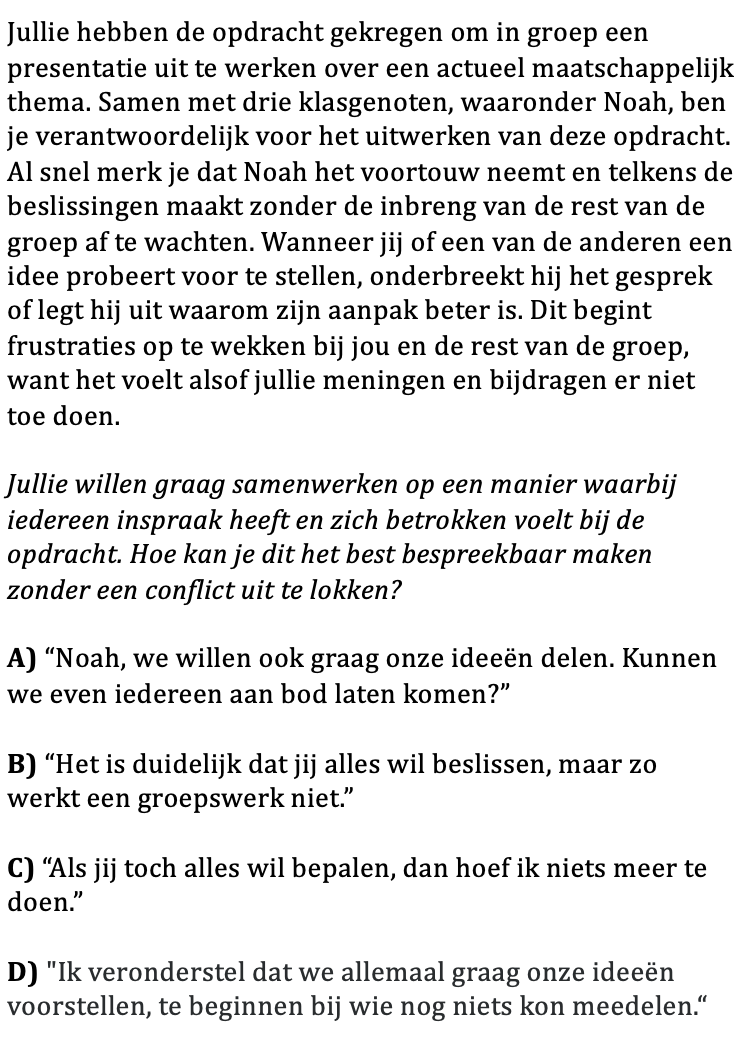 Jullie hebben de opdracht gekregen om in groep een
presentatie uit te werken over een actueel maatschappelijk
thema. Samen met drie klasgenoten, waaronder Noah, ben
je verantwoordelijk voor het uitwerken van deze opdracht.
Al snel merk je dat Noah het voortouw neemt en telkens de
beslissingen maakt zonder de inbreng van de rest van de
groep af te wachten. Wanneer jij of een van de anderen een
idee probeert voor te stellen, onderbreekt hij het gesprek
of legt hij uit waarom zijn aanpak beter is. Dit begint
frustraties op te wekken bij jou en de rest van de groep,
want het voelt alsof jullie meningen en bijdragen er niet
toe doen.
Jullie willen graag samenwerken op een manier waarbij
iedereen inspraak heeft en zich betrokken voelt bij de
opdracht. Hoe kan je dit het best bespreekbaar maken
zonder een conflict uit te lokken?
A) “Noah, we willen ook graag onze ideeën delen. Kunnen
we even iedereen aan bod laten komen?”
B) “Het is duidelijk dat jij alles wil beslissen, maar zo
werkt een groepswerk niet.”
C) “Als jij toch alles wil bepalen, dan hoef ik niets meer te
doen.”
D) "Ik veronderstel dat we allemaal graag onze ideeën
voorstellen, te beginnen bij wie nog niets kon meedelen.“